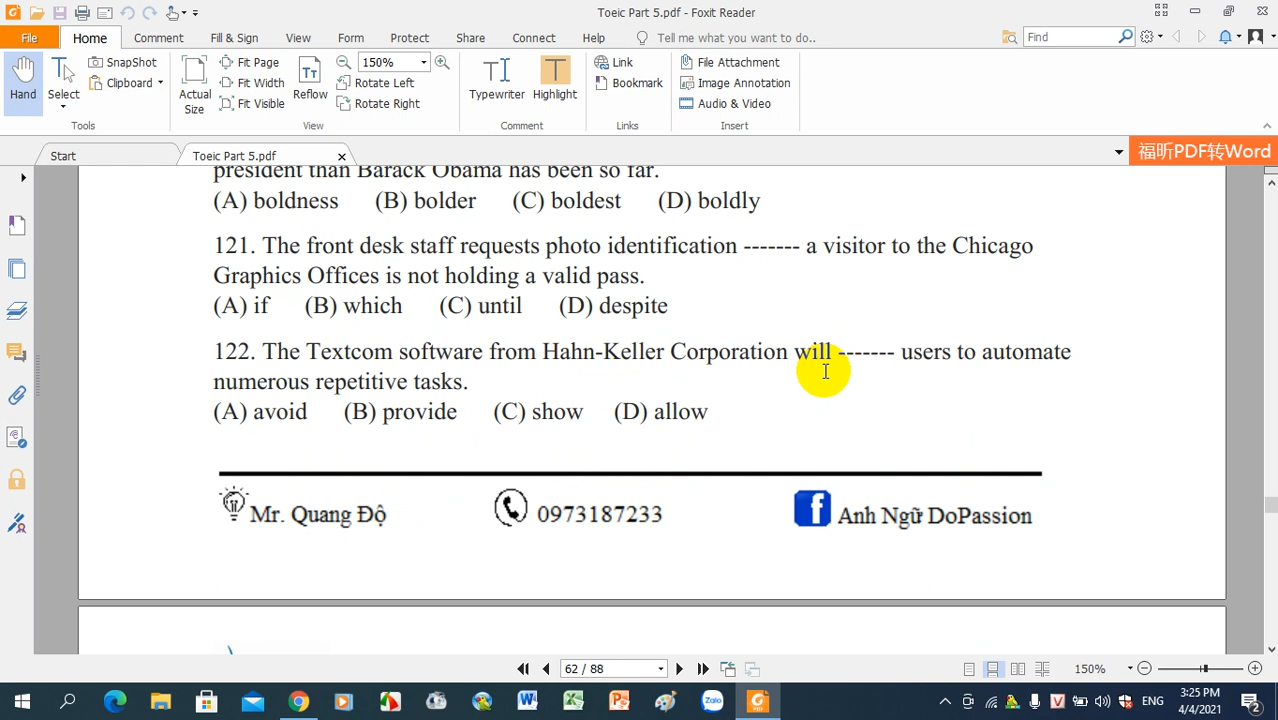 Toeic Part 5.pdf - Foxit Reader
File Home Comment Fill & Sign View Form Protect Share Connect Help Tell me what you want to do.. Find
Hand
Select
SnapShot
Clipboard
Tools
Actual Size
Fit Page
Fit Width
Fit Visible
Reflow
150%
Rotate Left
Rotate Right
View
Typewriter
Highlight
Comment
Link
Bookmark
Links
File Attachment
Image Annotation
Audio & Video
Insert
Start
Toeic Part 5.pdf
福昕PDF转Word
president than Barack Obama has been so far.
(A) boldness (B) bolder (C) boldest (D) boldly
121. The front desk staff requests photo identification ------- a visitor to the Chicago
Graphics Offices is not holding a valid pass.
(A) if (B) which (C) until (D) despite
122. The Textcom software from Hahn-Keller Corporation will ------- users to automate
numerous repetitive tasks.
(A) avoid (B) provide (C) show (D) allow
Mr. Quang Độ 0973187233 Anh Ngữ DoPassion
62 / 88
150%
ENG
3:25 PM
4/4/2021